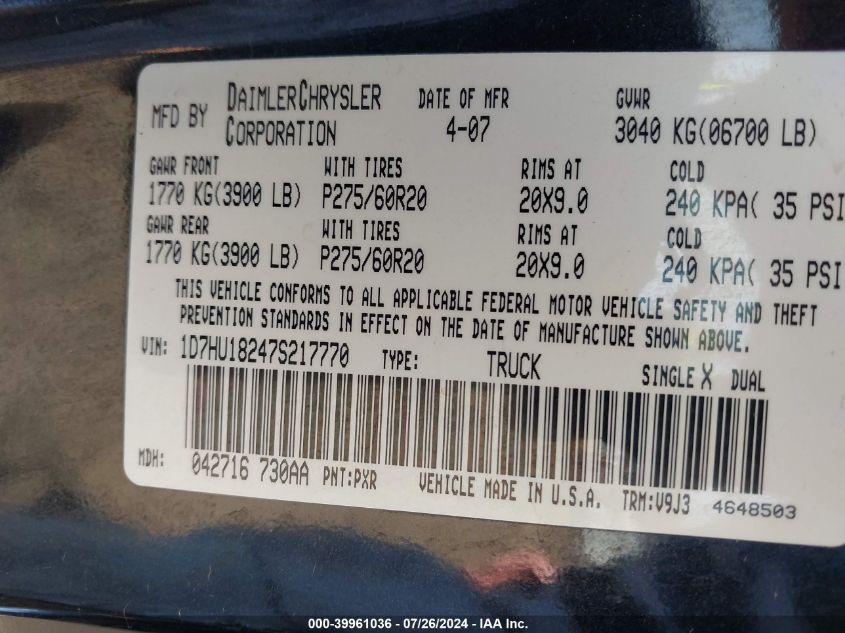 MFD BY DAIMLERCHRYSLER CORPORATION
DATE OF MFR 4-07
GVWR 3040 KG(06700 LB)
GAWR FRONT WITH TIRES RIMS AT COLD
1770 KG(3900 LB) P275/60R20 20X9.0 240 KPA( 35 PSI
GAWR REAR WITH TIRES RIMS AT COLD
1770 KG(3900 LB) P275/60R20 20X9.0 240 KPA( 35 PSI
THIS VEHICLE CONFORMS TO ALL APPLICABLE FEDERAL MOTOR VEHICLE SAFETY AND THEFT
PREVENTION STANDARDS IN EFFECT ON THE DATE OF MANUFACTURE SHOWN ABOVE.
VIN: 1D7HU18247S217770 TYPE: TRUCK SINGLE X DUAL
MDH: 042716 730AA PNT:PXR VEHICLE MADE IN U.S.A. TRM:V9J3 4648503
000-39961036 - 07/26/2024 - IAA Inc.